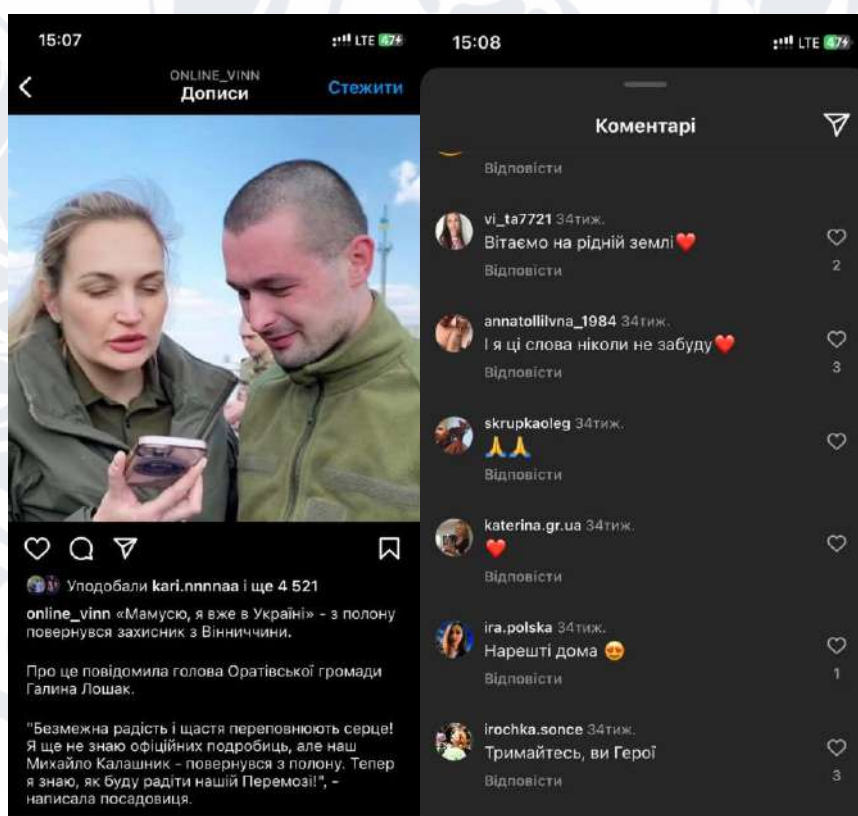 15:07
LTE 47
ONLINE_VINN
Дописи
Стежити
Уподобали kari.nnnnaa і ще 4 521
online_vinn «Мамусю, я вже в Україні» - з полону
повернувся захисник з Вінниччини.
Про це повідомила голова Оратівської громади
Галина Лошак.
"Безмежна радість і щастя переповнюють серце!
Я ще не знаю офіційних подробиць, але наш
Михайло Калашник - повернувся з полону. Тепер
я знаю, як буду радіти нашій Перемозі!", -
написала посадовиця.
15:08
LTE 47
Коментарі
Відповісти
vi_ta7721 34тиж.
Вітаємо на рідній землі❤️
2
Відповісти
annatollilvna_1984 34тиж.
І я ці слова ніколи не забуду❤️
3
Відповісти
skrupkaoleg 34тиж.
🙏🙏
Відповісти
katerina.gr.ua 34тиж.
❤️
Відповісти
ira.polska 34тиж.
Нарешті дома 😍
1
Відповісти
irochka.sonce 34тиж.
Тримайтесь, ви Герої
3
Відповісти